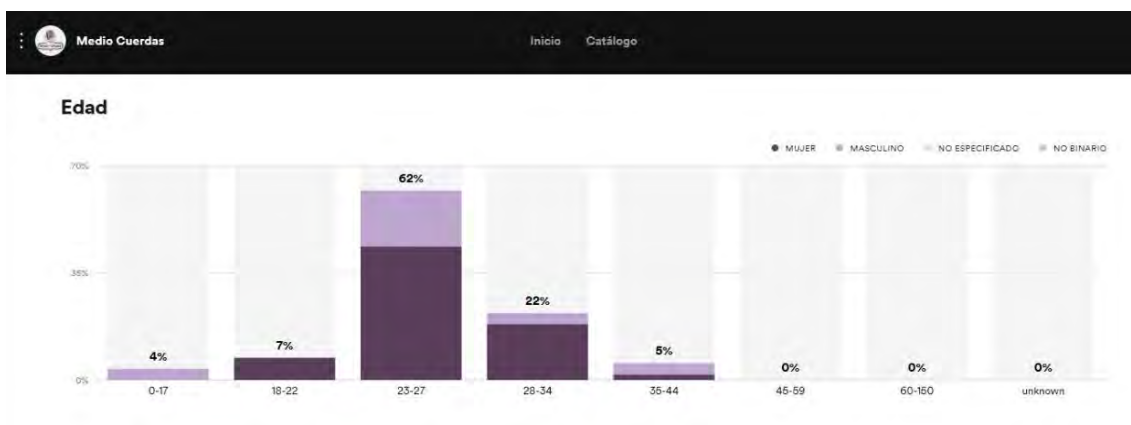 Medio Cuerdas Inicio Catálogo
Edad
MUJER MASCULINO NO ESPECIFICADO NO BINARIO
70%
62%
35%
22%
7%
4%
5%
0% 0% 0%
0%
0-17 18-22 23-27 28-34 35-44 45-59 60-150 unknown